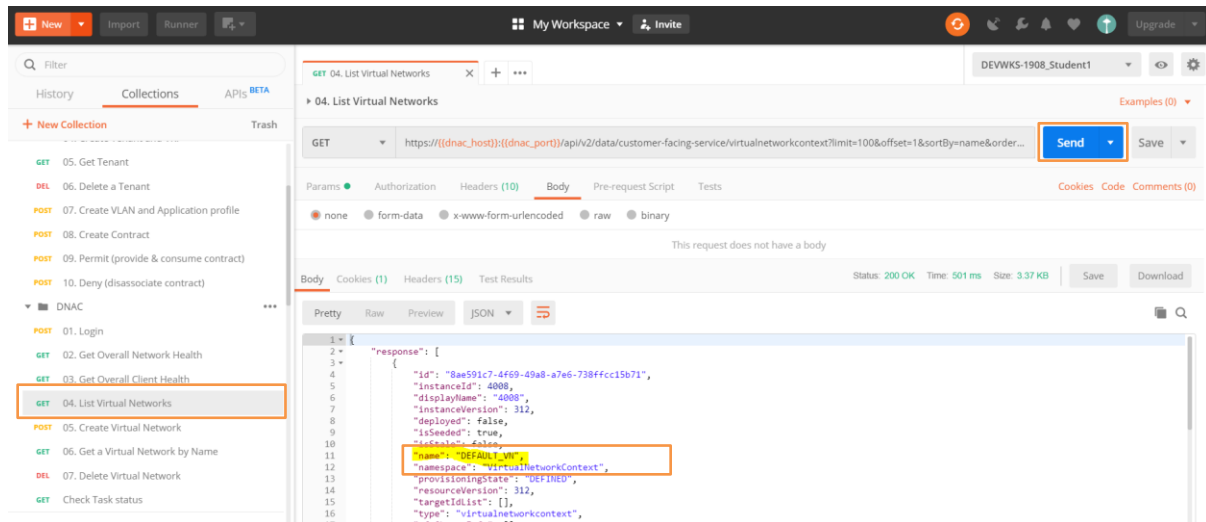 New Import Runner My Workspace Invite Upgrade
Filter
History Collections APIs BETA
+ New Collection Trash
GET 05. Get Tenant
DEL 06. Delete a Tenant
POST 07. Create VLAN and Application profile
POST 08. Create Contract
POST 09. Permit (provide & consume contract)
POST 10. Deny (disassociate contract)
DNAC
POST 01. Login
GET 02. Get Overall Network Health
GET 03. Get Overall Client Health
GET 04. List Virtual Networks
POST 05. Create Virtual Network
GET 06. Get a Virtual Network by Name
DEL 07. Delete Virtual Network
GET Check Task status
GET 04. List Virtual Networks X + ••• DEVWKS-1908_Student1
04. List Virtual Networks Examples (0)
GET https://{{dnac_host}}:{{dnac_port}}/api/v2/data/customer-facing-service/virtualnetworkcontext?limit=100&offset=1&sortBy=name&order... Send Save
Params Authorization Headers (10) Body Pre-request Script Tests Cookies Code Comments (0)
none form-data x-www-form-urlencoded raw binary
This request does not have a body
Body Cookies (1) Headers (15) Test Results Status: 200 OK Time: 501 ms Size: 3.37 KB Save Download
Pretty Raw Preview JSON
1 {
2 "response": [
3 {
4 "id": "8ae591c7-4f69-49a8-a7e6-738ffcc15b71",
5 "instanceId": 4008,
6 "displayName": "4008",
7 "instanceVersion": 312,
8 "deployed": false,
9 "isSeeded": true,
10 "isStale": false,
11 "name": "DEFAULT_VN",
12 "namespace": "VirtualNetworkContext",
13 "provisioningState": "DEFINED",
14 "resourceVersion": 312,
15 "targetIdList": [],
16 "type": "virtualnetworkcontext",